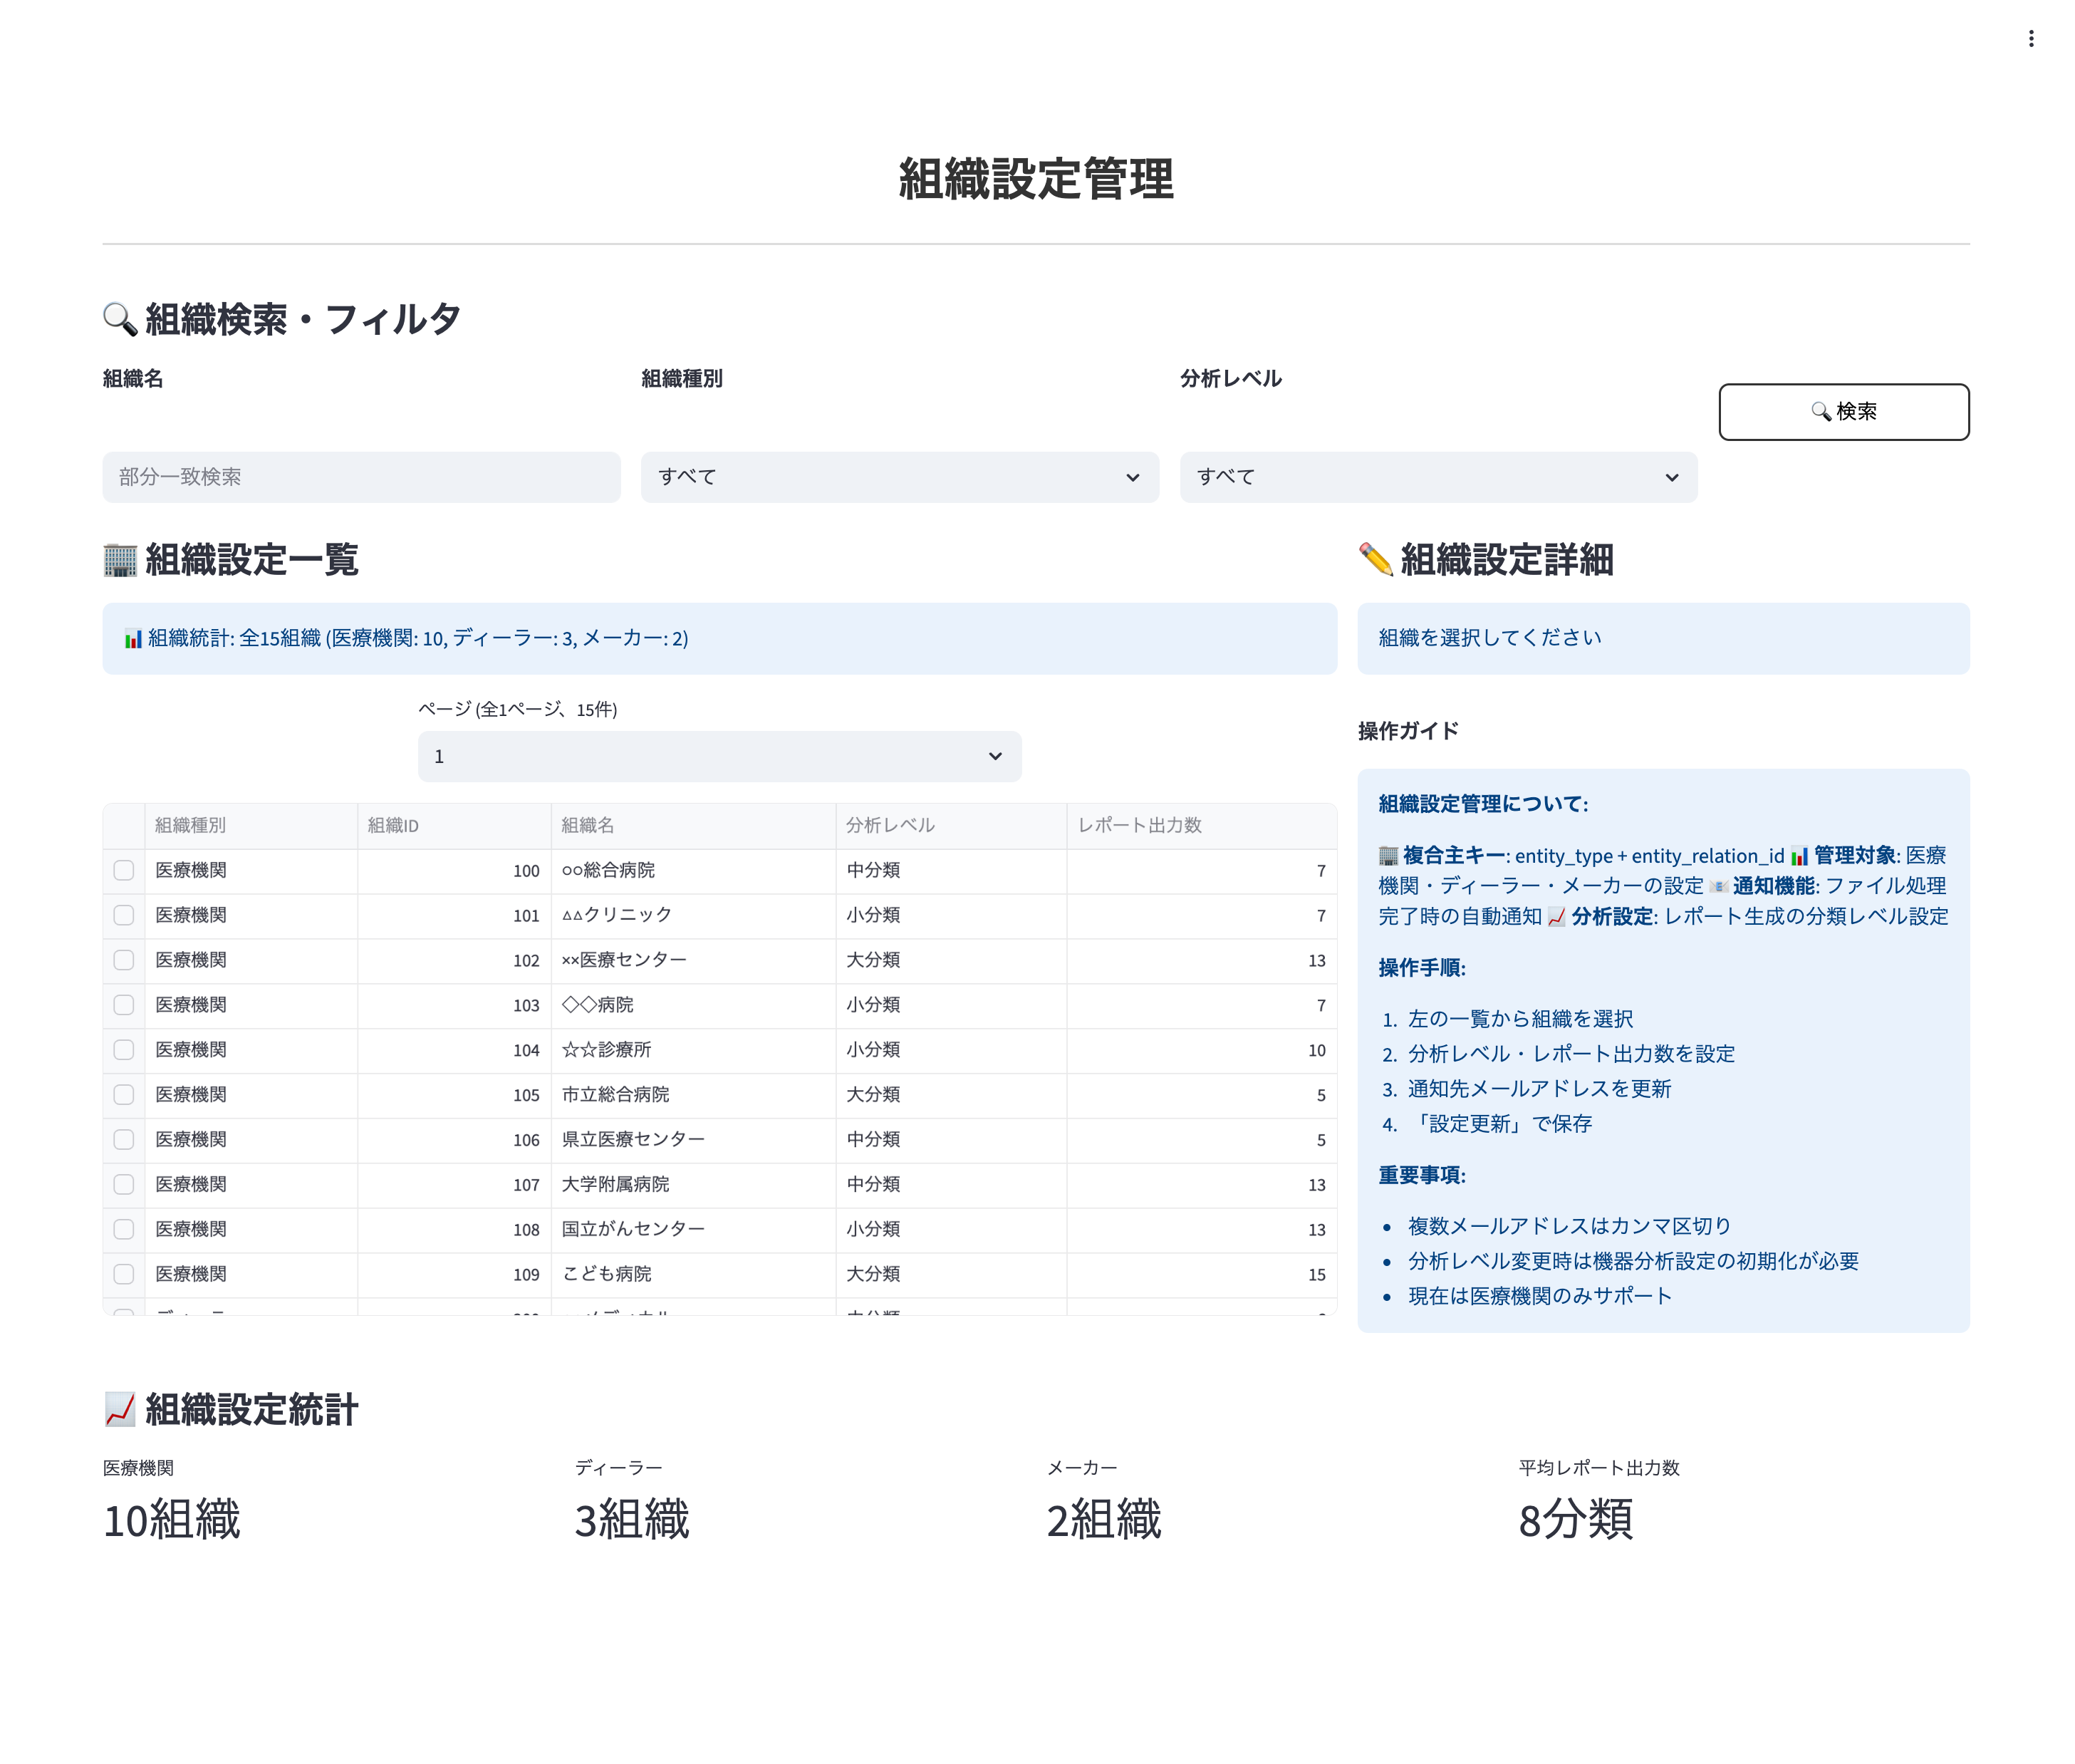 組織設定管理
🔍 組織検索・フィルタ
組織名 組織種別 分析レベル
🔍 検索
部分一致検索 すべて すべて
🏢 組織設定一覧
📊 組織統計: 全15組織 (医療機関: 10, ディーラー: 3, メーカー: 2)
ページ (全1ページ、15件)
1
組織種別 組織ID 組織名 分析レベル レポート出力数
医療機関 100 ○○総合病院 中分類 7
医療機関 101 △△クリニック 小分類 7
医療機関 102 ××医療センター 大分類 13
医療機関 103 ◇◇病院 小分類 7
医療機関 104 ☆☆診療所 小分類 10
医療機関 105 市立総合病院 大分類 5
医療機関 106 県立医療センター 中分類 5
医療機関 107 大学附属病院 中分類 13
医療機関 108 国立がんセンター 小分類 13
医療機関 109 こども病院 大分類 15
✏️ 組織設定詳細
組織を選択してください
操作ガイド
組織設定管理について:
🏢 複合主キー: entity_type + entity_relation_id 📊 管理対象: 医療
機関・ディーラー・メーカーの設定 📧 通知機能: ファイル処理
完了時の自動通知 📈 分析設定: レポート生成の分類レベル設定
操作手順:
1. 左の一覧から組織を選択
2. 分析レベル・レポート出力数を設定
3. 通知先メールアドレスを更新
4. 「設定更新」で保存
重要事項:
• 複数メールアドレスはカンマ区切り
• 分析レベル変更時は機器分析設定の初期化が必要
• 現在は医療機関のみサポート
📈 組織設定統計
医療機関 ディーラー メーカー 平均レポート出力数
10組織 3組織 2組織 8分類